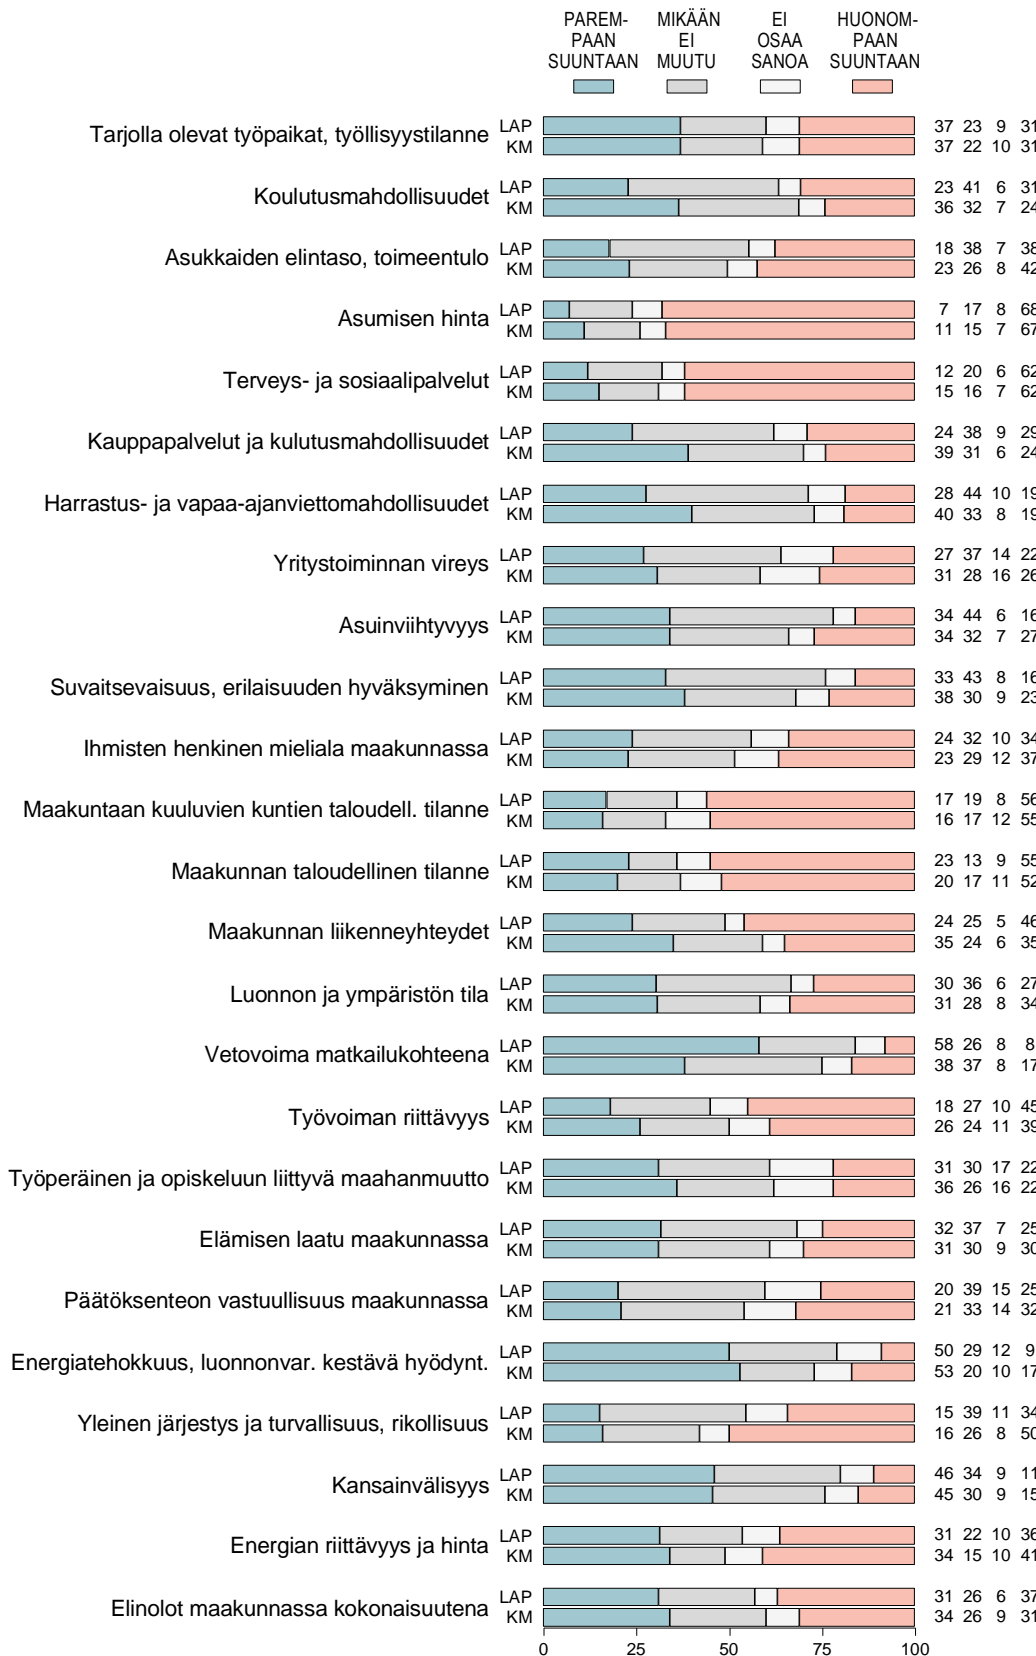 PAREM-
PAAN
SUUNTAAN
MIKÄÄN
EI
MUUTU
EI
OSAA
SANOA
HUONOM-
PAAN
SUUNTAAN
Tarjolla olevat työpaikat, työllisyystilanne
LAP 37 23 9 31
KM 37 22 10 31
Koulutusmahdollisuudet
LAP 23 41 6 31
KM 36 32 7 24
Asukkaiden elintaso, toimeentulo
LAP 18 38 7 38
KM 23 26 8 42
Asumisen hinta
LAP 7 17 8 68
KM 11 15 7 67
Terveys- ja sosiaalipalvelut
LAP 12 20 6 62
KM 15 16 7 62
Kauppapalvelut ja kulutusmahdollisuudet
LAP 24 38 9 29
KM 39 31 6 24
Harrastus- ja vapaa-ajanviettomahdollisuudet
LAP 28 44 10 19
KM 40 33 8 19
Yritystoiminnan vireys
LAP 27 37 14 22
KM 31 28 16 26
Asuinviihtyvyys
LAP 34 44 6 16
KM 34 32 7 27
Suvaitsevaisuus, erilaisuuden hyväksyminen
LAP 33 43 8 16
KM 38 30 9 23
Ihmisten henkinen mieliala maakunnassa
LAP 24 32 10 34
KM 23 29 12 37
Maakuntaan kuuluvien kuntien taloudell. tilanne
LAP 17 19 8 56
KM 16 17 12 55
Maakunnan taloudellinen tilanne
LAP 23 13 9 55
KM 20 17 11 52
Maakunnan liikenneyhteydet
LAP 24 25 5 46
KM 35 24 6 35
Luonnon ja ympäristön tila
LAP 30 36 6 27
KM 31 28 8 34
Vetovoima matkailukohteena
LAP 58 26 8 8
KM 38 37 8 17
Työvoiman riittävyys
LAP 18 27 10 45
KM 26 24 11 39
Työperäinen ja opiskeluun liittyvä maahanmuutto
LAP 31 30 17 22
KM 36 26 16 22
Elämisen laatu maakunnassa
LAP 32 37 7 25
KM 31 30 9 30
Päätöksenteon vastuullisuus maakunnassa
LAP 20 39 15 25
KM 21 33 14 32
Energiatehokkuus, luonnonvar. kestävä hyödynt.
LAP 50 29 12 9
KM 53 20 10 17
Yleinen järjestys ja turvallisuus, rikollisuus
LAP 15 39 11 34
KM 16 26 8 50
Kansainvälisyys
LAP 46 34 9 11
KM 45 30 9 15
Energian riittävyys ja hinta
LAP 31 22 10 36
KM 34 15 10 41
Elinolot maakunnassa kokonaisuutena
LAP 31 26 6 37
KM 34 26 9 31
0 25 50 75 100